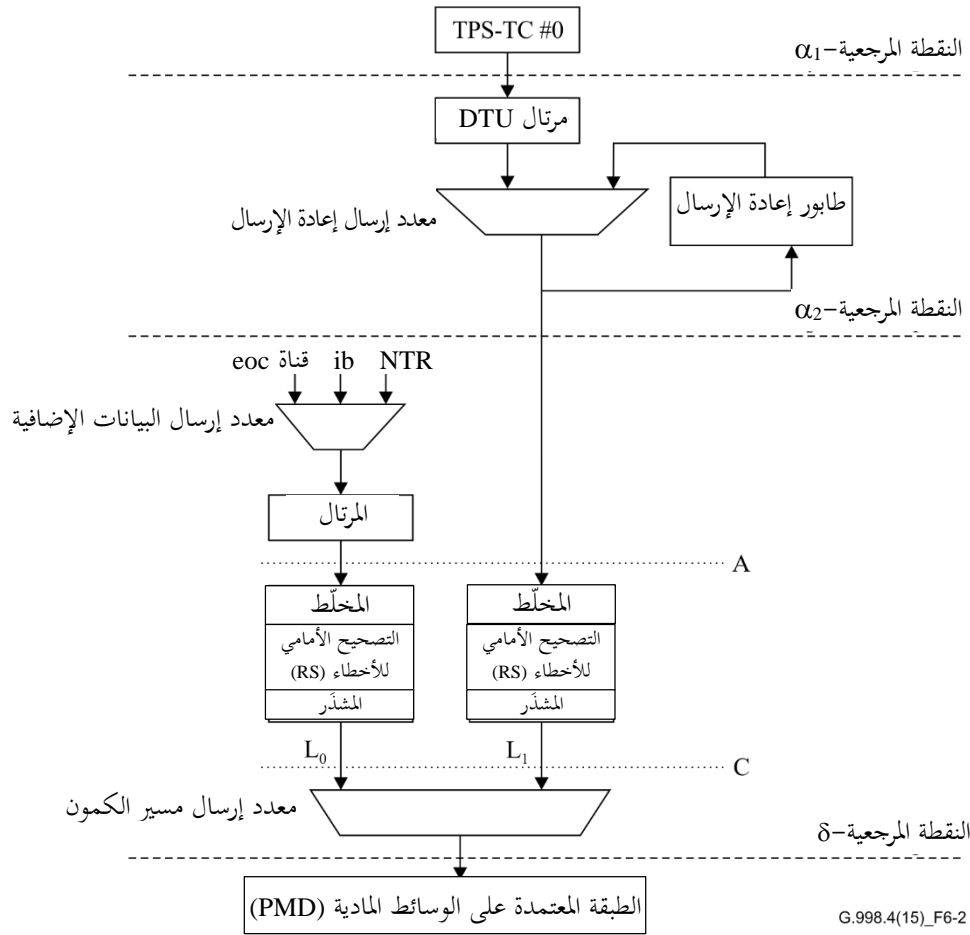 TPS-TC #0
النقطة المرجعية-α1
مرتال DTU
طابور إعادة الإرسال
معدد إرسال إعادة الإرسال
النقطة المرجعية-α2
قناة eoc
ib
NTR
معدد إرسال البيانات الإضافية
المرتال
A
المخلّط
التصحيح الأمامي
للأخطاء (RS)
المشذَر
المخلّط
التصحيح الأمامي
للأخطاء (RS)
المشذَر
L0
L1
C
معدد إرسال مسير الكمون
النقطة المرجعية-δ
الطبقة المعتمدة على الوسائط المادية (PMD)
G.998.4(15)_F6-2